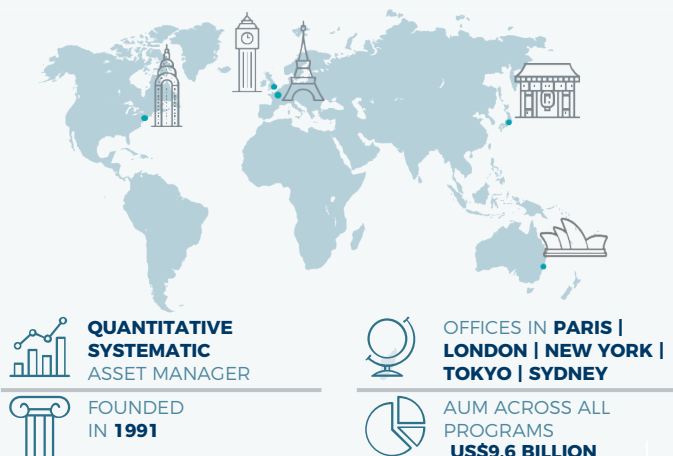 QUANTITATIVE
SYSTEMATIC
ASSET MANAGER
OFFICES IN PARIS |
LONDON | NEW YORK |
TOKYO | SYDNEY
FOUNDED
IN 1991
AUM ACROSS ALL
PROGRAMS
US$9.6 BILLION